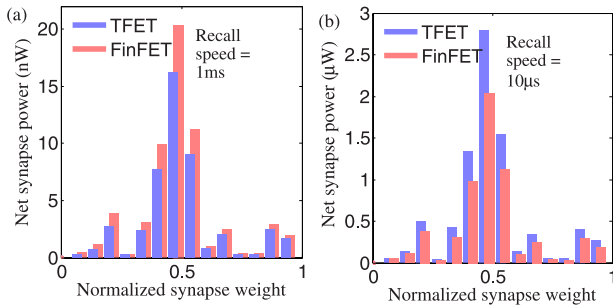 (a)
TFET
FinFET
Recall
speed =
1ms
Net synapse power (nW)
20
15
10
5
0
0
0.5
1
Normalized synapse weight
(b)
TFET
FinFET
Recall
speed =
10µs
Net synapse power (µW)
3
2.5
2
1.5
1
0.5
0
0
0.5
1
Normalized synapse weight